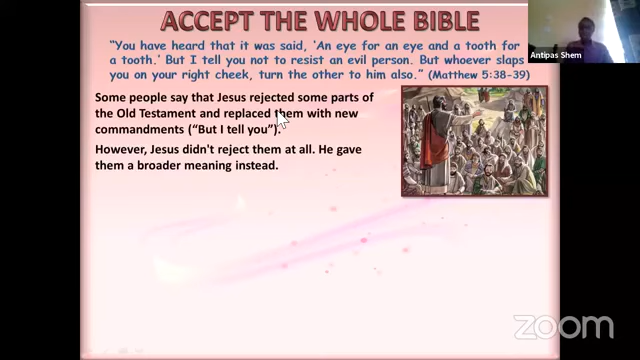 ACCEPT THE WHOLE BIBLE
"You have heard that it was said, 'An eye for an eye and a tooth for
a tooth.' But I tell you not to resist an evil person. But whoever slaps
you on your right cheek, turn the other to him also." (Matthew 5:38-39)
Some people say that Jesus rejected some parts of
the Old Testament and replaced them with new
commandments ("But I tell you").
However, Jesus didn't reject them at all. He gave
them a broader meaning instead.
Antipas Shem
zoom